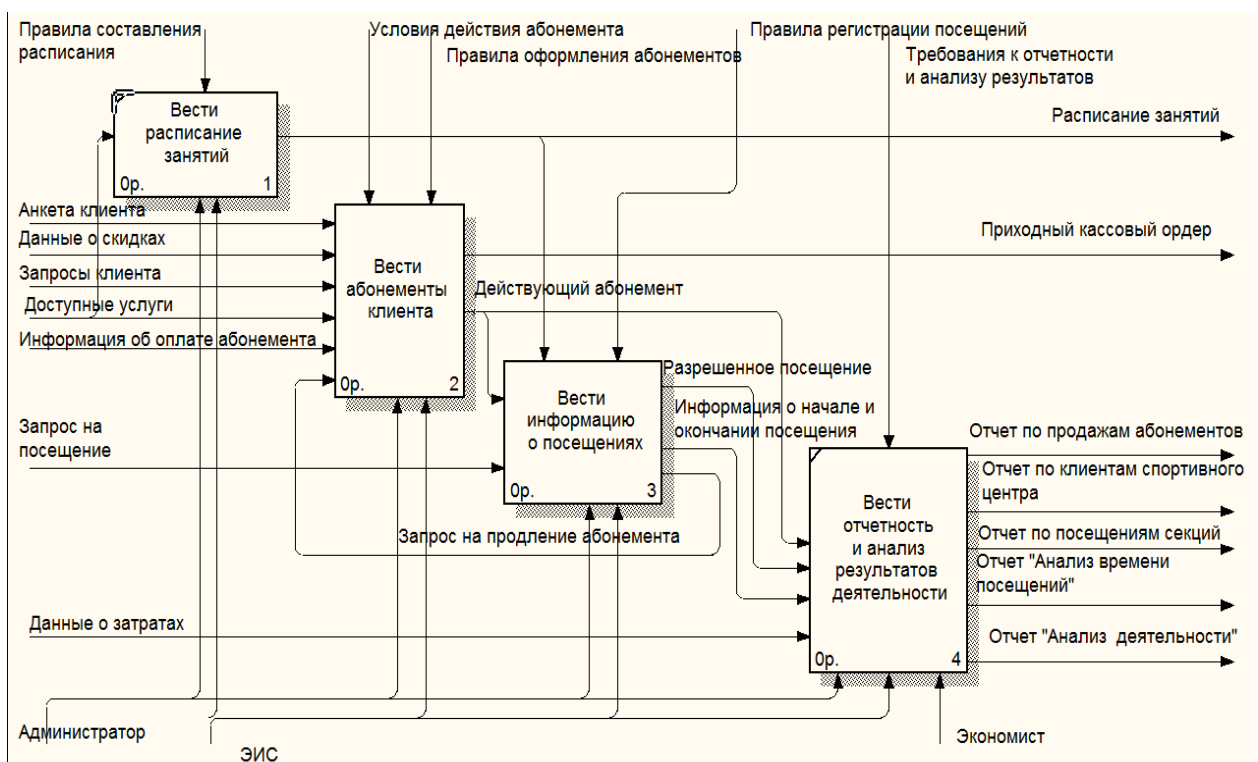 Правила составления
расписания
Условия действия абонемента
Правила оформления абонементов
Правила регистрации посещений
Требования к отчетности
и анализу результатов
Вести
расписание
занятий
0р. 1
Расписание занятий
Анкета клиента
Данные о скидках
Запросы клиента
Доступные услуги
Информация об оплате абонемента
Вести
абонементы
клиента
0р. 2
Приходный кассовый ордер
Действующий абонемент
Запрос на
посещение
Вести
информацию
о посещениях
0р. 3
Разрешенное посещение
Информация о начале и
окончании посещения
Запрос на продление абонемента
Вести
отчетность
и анализ
результатов
деятельности
0р. 4
Отчет по продажам абонементов
Отчет по клиентам спортивного
центра
Отчет по посещениям секций
Отчет "Анализ времени
посещений"
Отчет "Анализ деятельности"
Данные о затратах
Администратор
ЭИС
Экономист